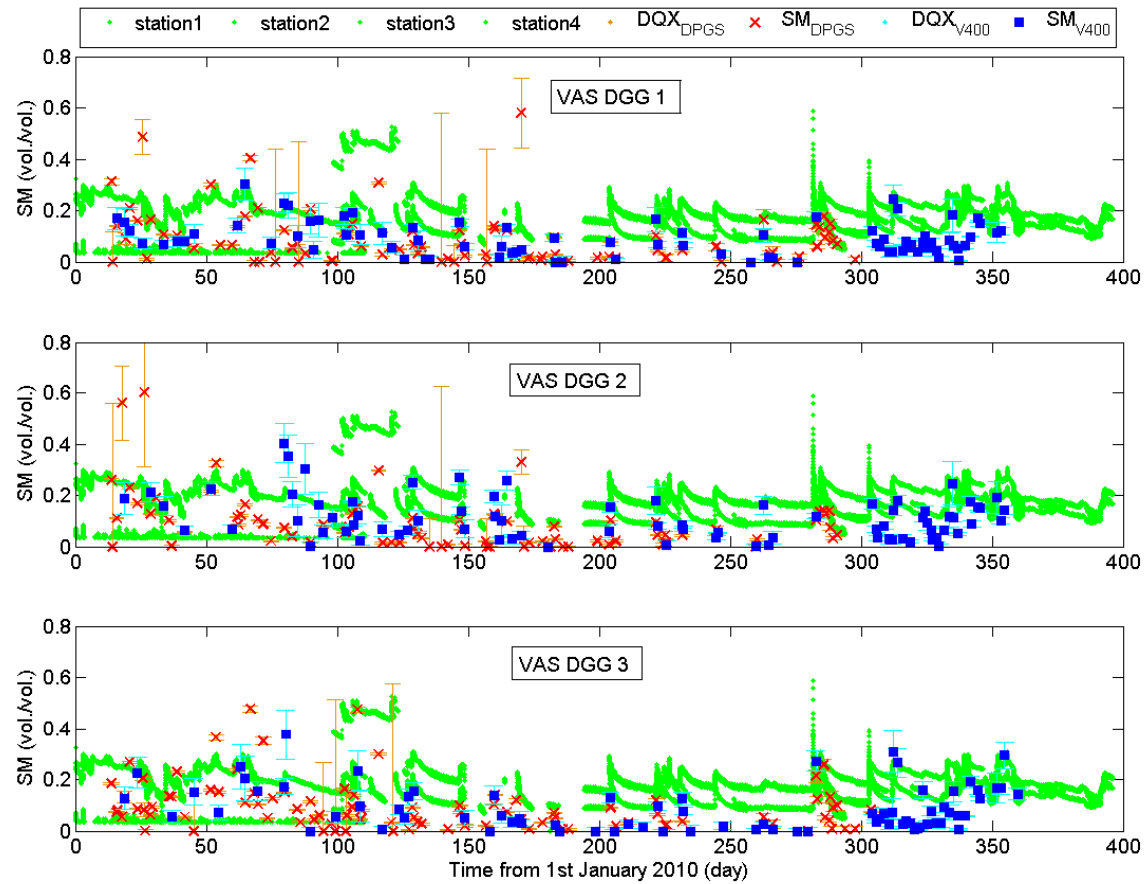 station1 station2 station3 station4 DQX_DPGS SM_DPGS DQX_V400 SM_V400
0.8
0.6
0.4
0.2
0
SM (vol./vol.)
VAS DGG 1
0 50 100 150 200 250 300 350 400
0.8
0.6
0.4
0.2
0
SM (vol./vol.)
VAS DGG 2
0 50 100 150 200 250 300 350 400
0.8
0.6
0.4
0.2
0
SM (vol./vol.)
VAS DGG 3
0 50 100 150 200 250 300 350 400
Time from 1st January 2010 (day)